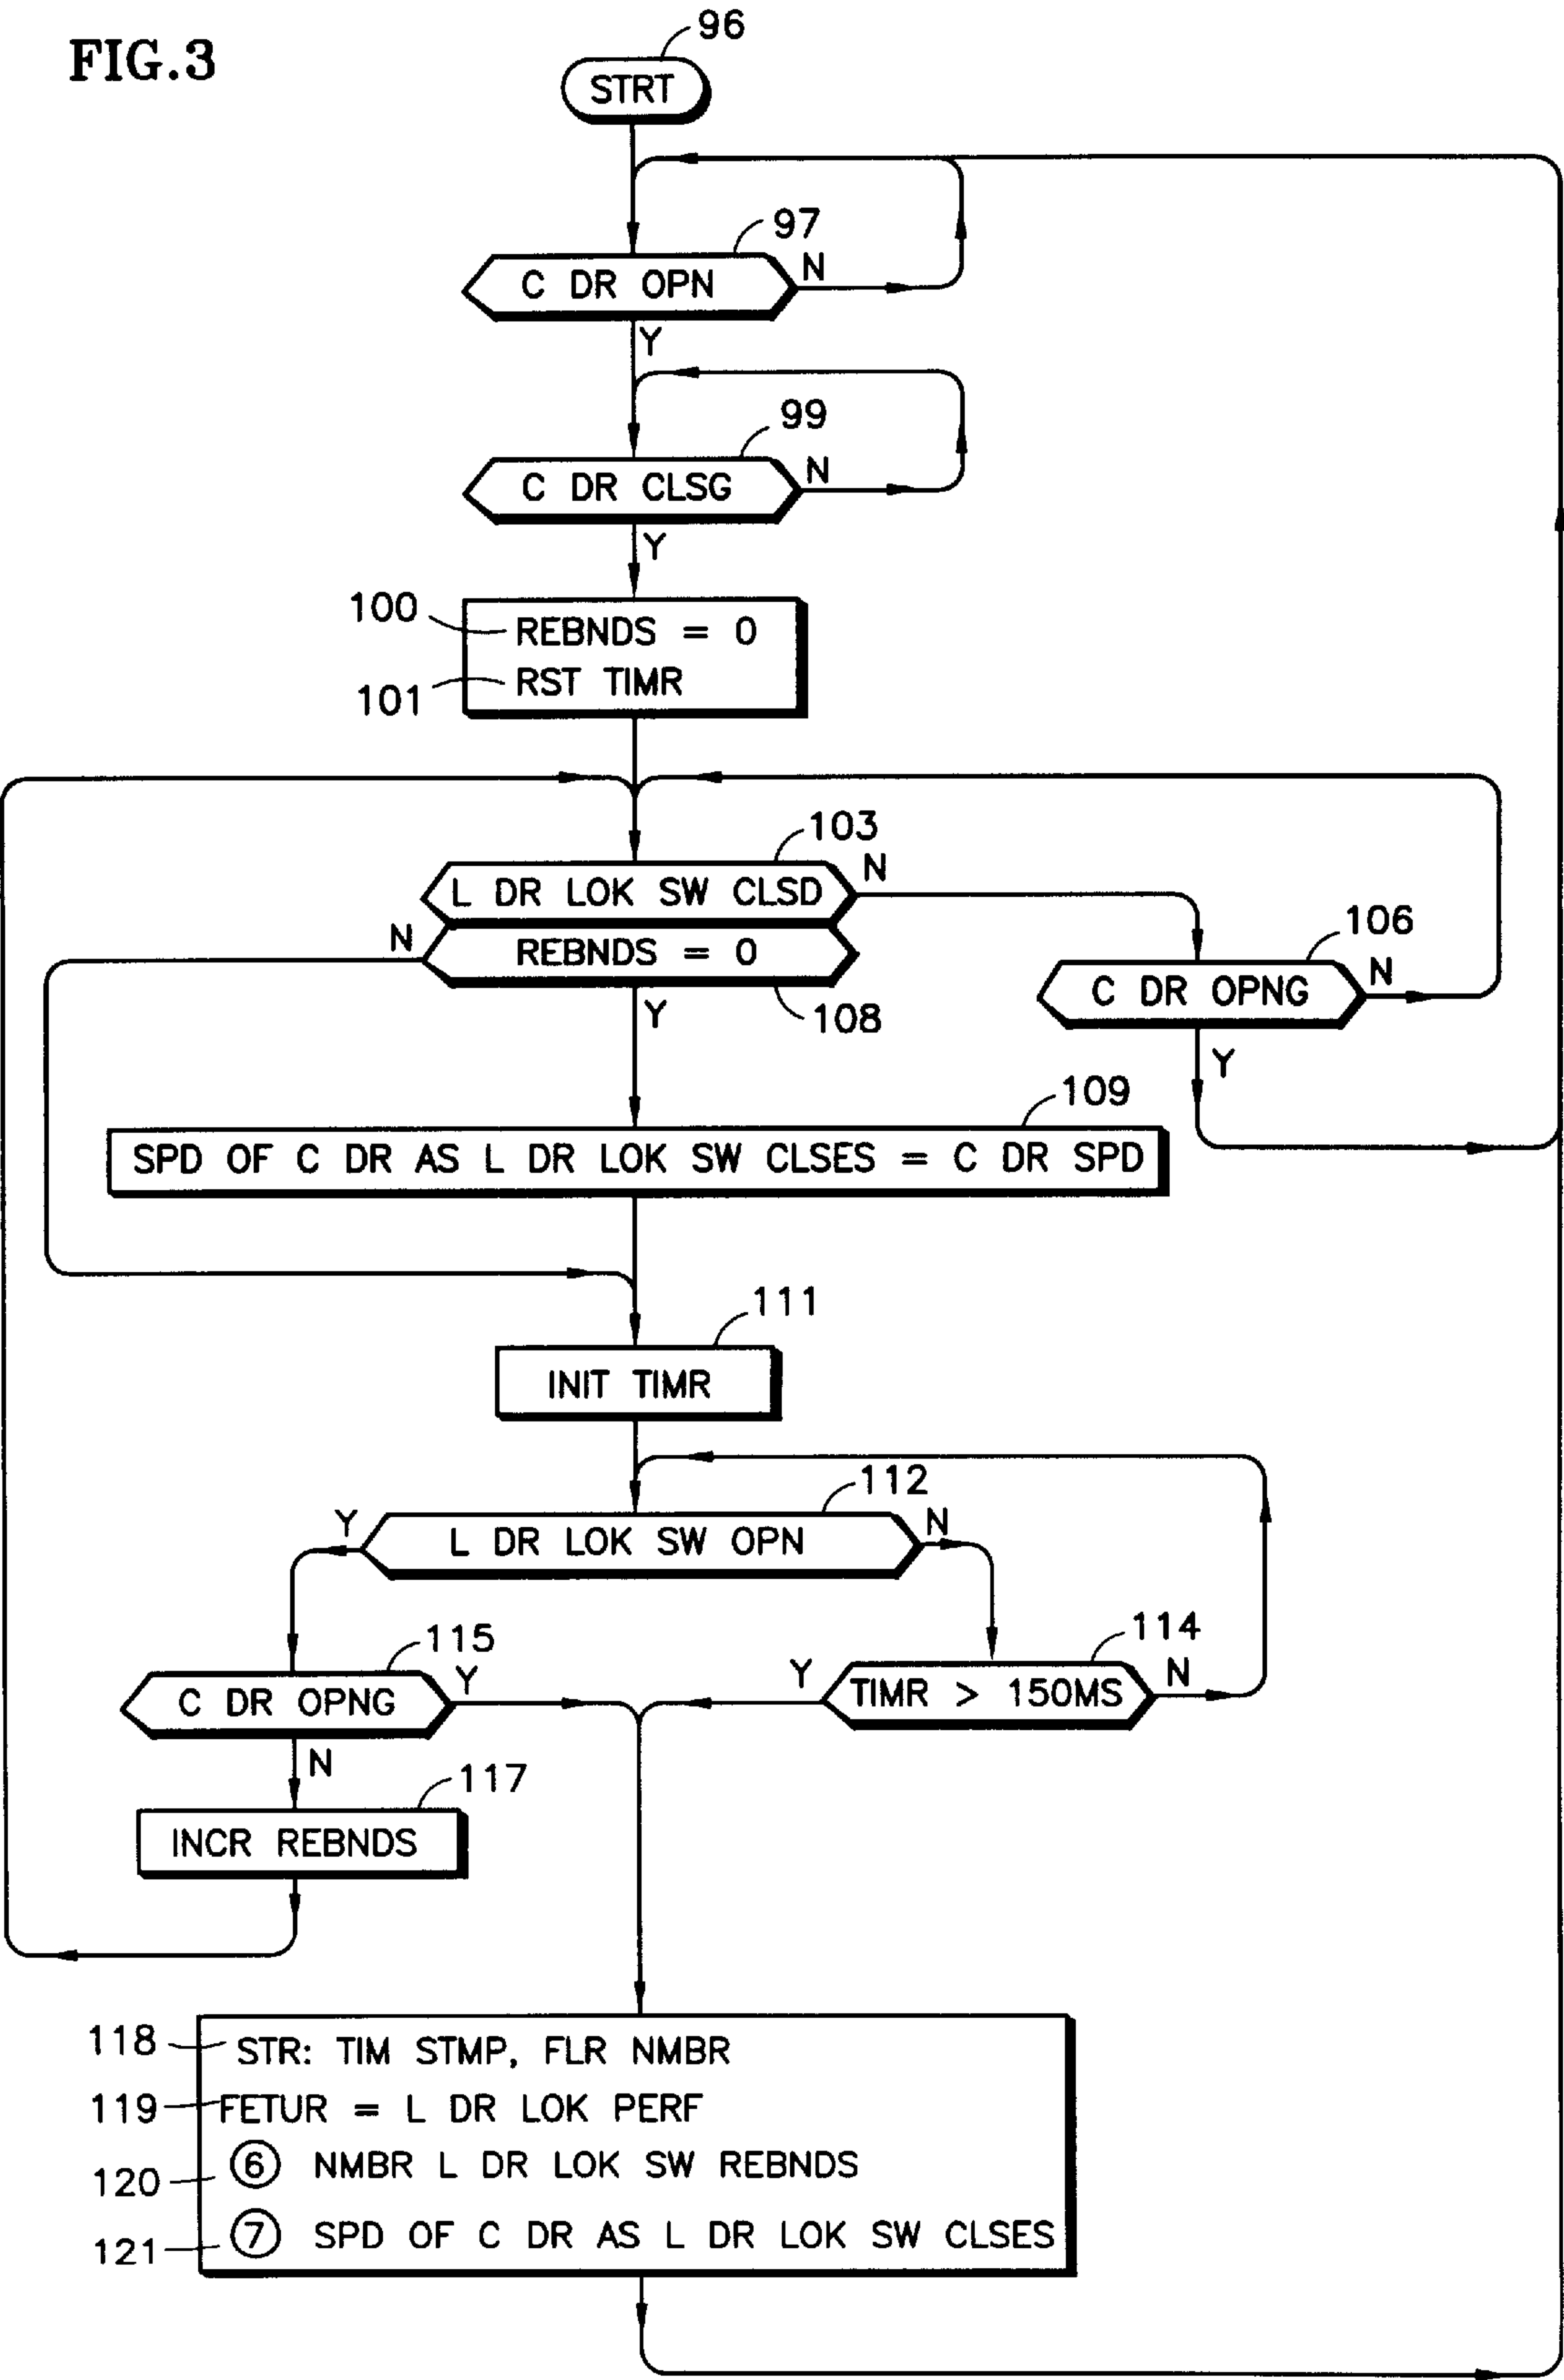 FIG.3
96
STRT
97
C DR OPN
N
Y
99
C DR CLSG
N
Y
100
REBNDS = 0
101
RST TIMR
103
L DR LOK SW CLSD
N
N
REBNDS = 0
106
C DR OPNG
N
Y
108
Y
109
SPD OF C DR AS L DR LOK SW CLSES = C DR SPD
111
INIT TIMR
112
Y
L DR LOK SW OPN
N
115
C DR OPNG
Y
114
Y
TIMR > 150MS
N
N
117
INCR REBNDS
118
STR: TIM STMP, FLR NMBR
119
FETUR = L DR LOK PERF
120
⑥ NMBR L DR LOK SW REBNDS
121
⑦ SPD OF C DR AS L DR LOK SW CLSES